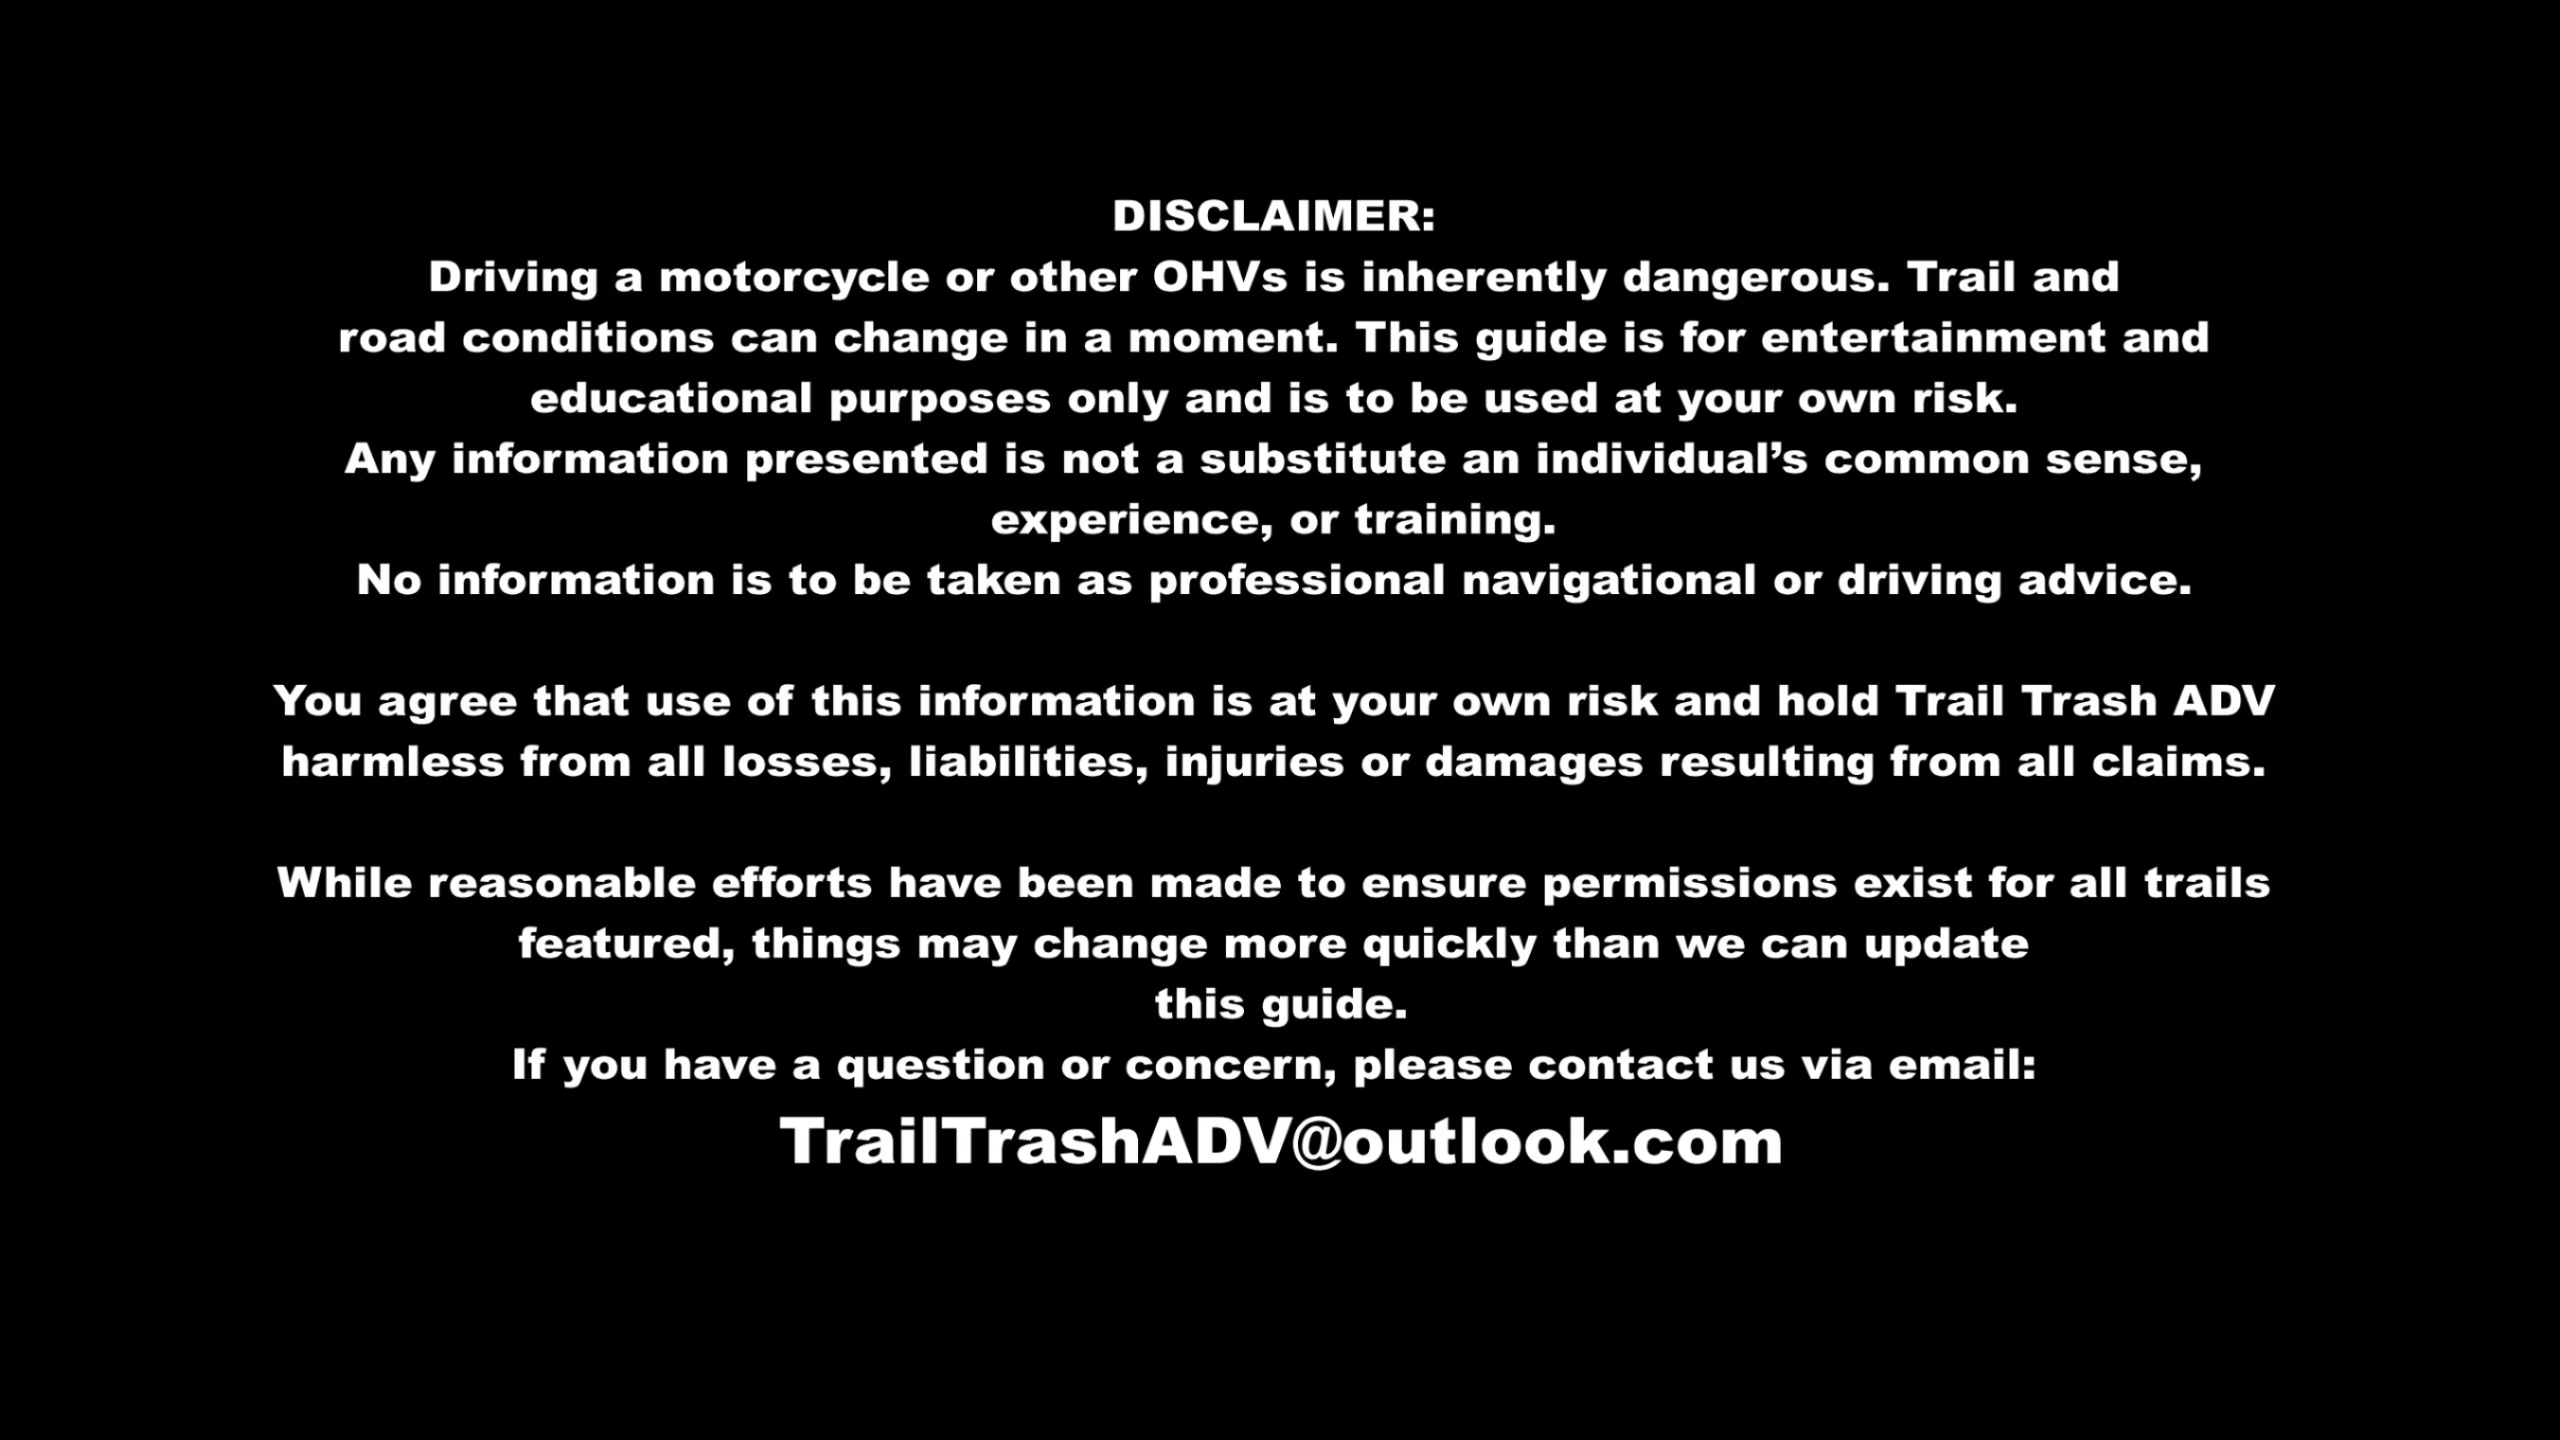 DISCLAIMER:
Driving a motorcycle or other OHVs is inherently dangerous. Trail and
road conditions can change in a moment. This guide is for entertainment and
educational purposes only and is to be used at your own risk.
Any information presented is not a substitute an individual’s common sense,
experience, or training.
No information is to be taken as professional navigational or driving advice.
You agree that use of this information is at your own risk and hold Trail Trash ADV
harmless from all losses, liabilities, injuries or damages resulting from all claims.
While reasonable efforts have been made to ensure permissions exist for all trails
featured, things may change more quickly than we can update
this guide.
If you have a question or concern, please contact us via email:
TrailTrashADV@outlook.com